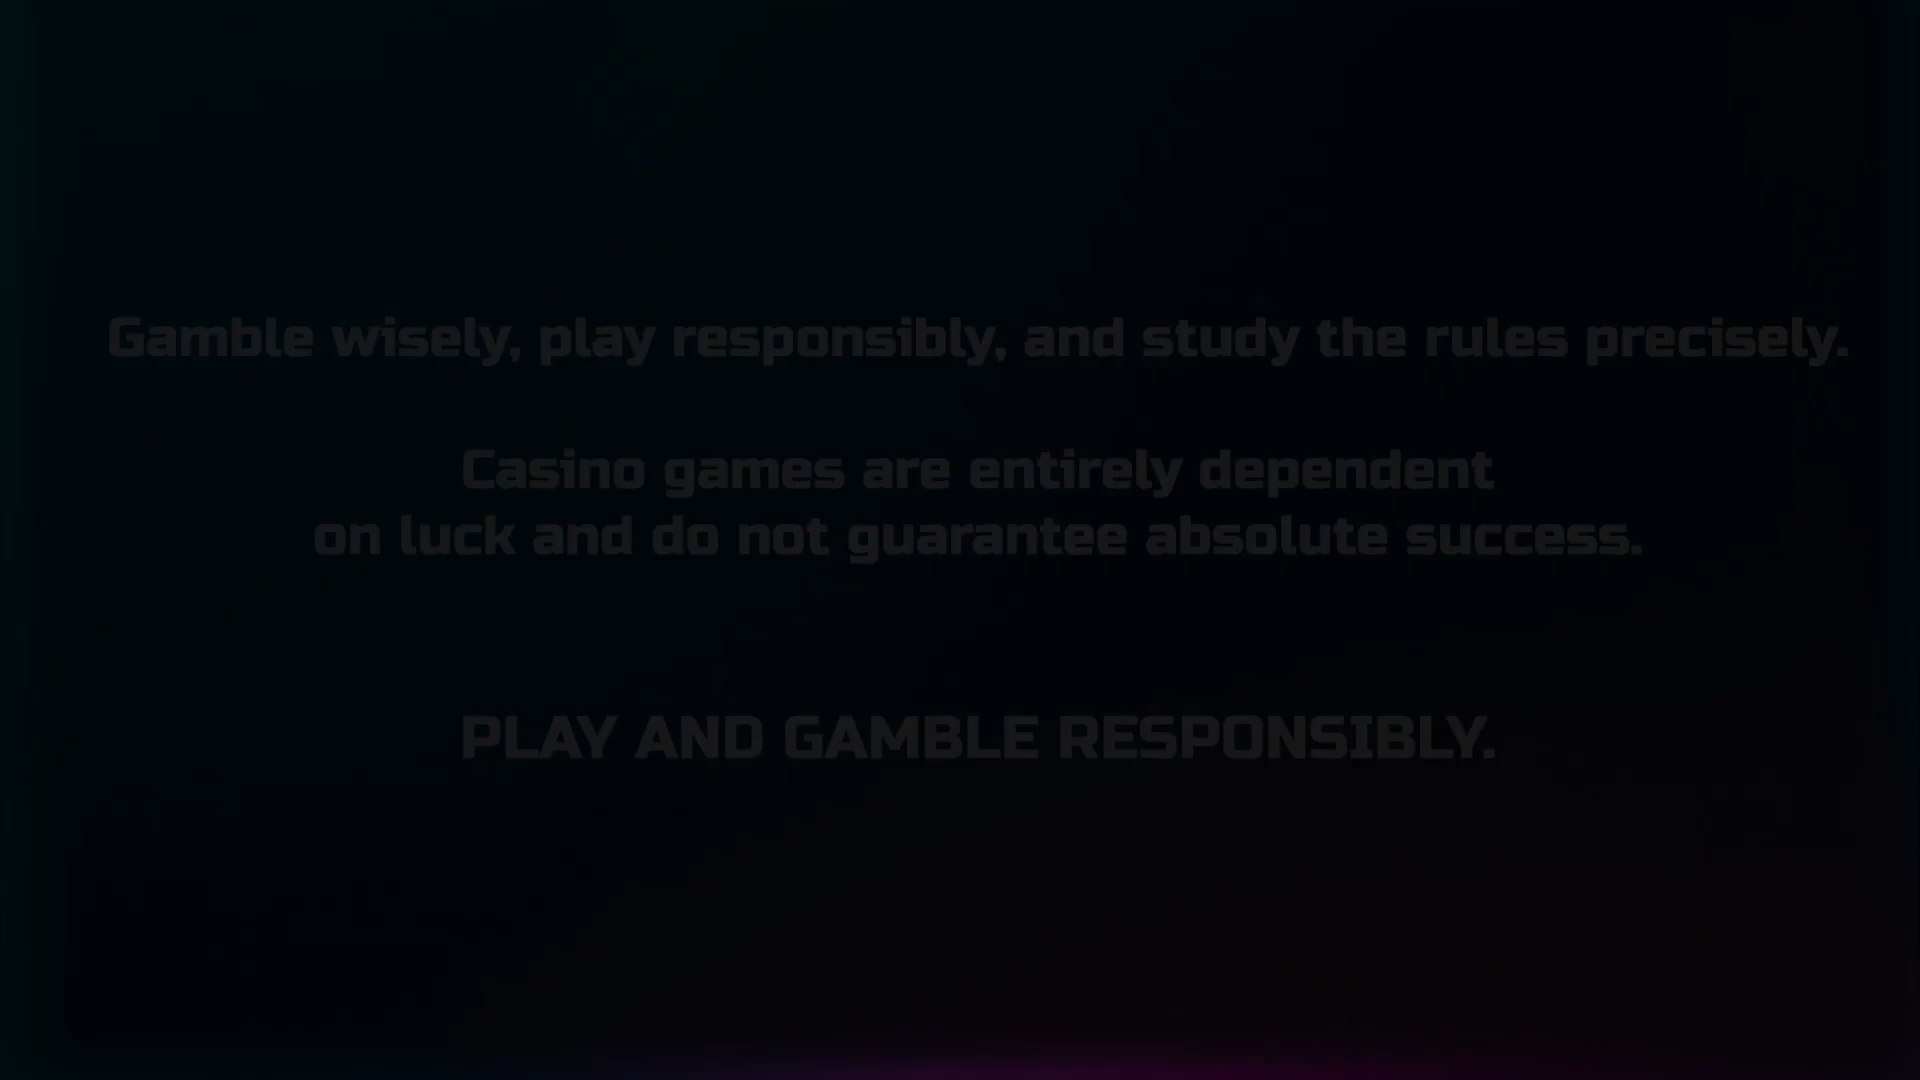 Gamble wisely, play responsibly, and study the rules precisely.
Casino games are entirely dependent
on luck and do not guarantee absolute success.
PLAY AND GAMBLE RESPONSIBLY.